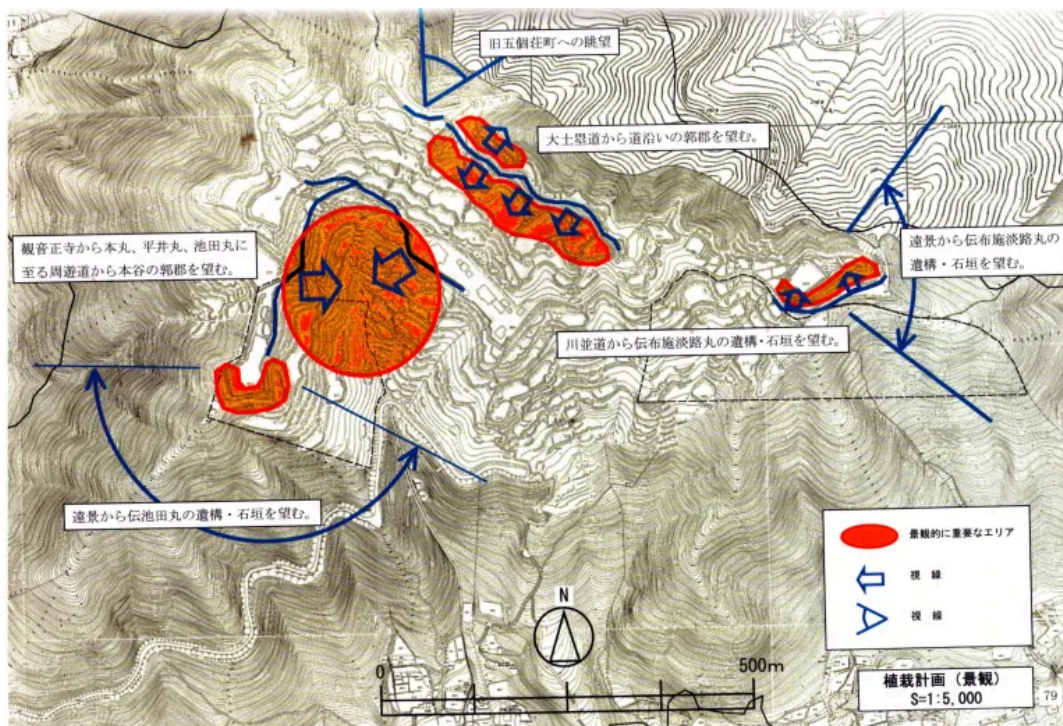 旧五個荘町への眺望
大土塁道から道沿いの郭郡を望む。
観音正寺から本丸、平井丸、池田丸に
至る周遊道から本谷の郭郡を望む。
遠景から伝布施淡路丸の
遺構・石垣を望む。
川並道から伝布施淡路丸の遺構・石垣を望む。
遠景から伝池田丸の遺構・石垣を望む。
景観的に重要なエリア
視 線
視 線
N
0
500m
植栽計画（景観）
S=1:5,000
79